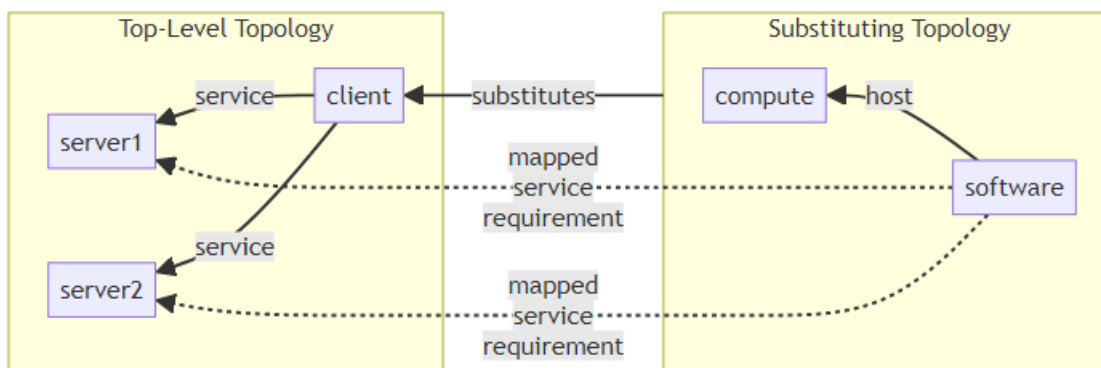 Top-Level Topology
Substituting Topology
service
client
substitutes
compute
host
server1
mapped
service
requirement
software
service
server2
mapped
service
requirement